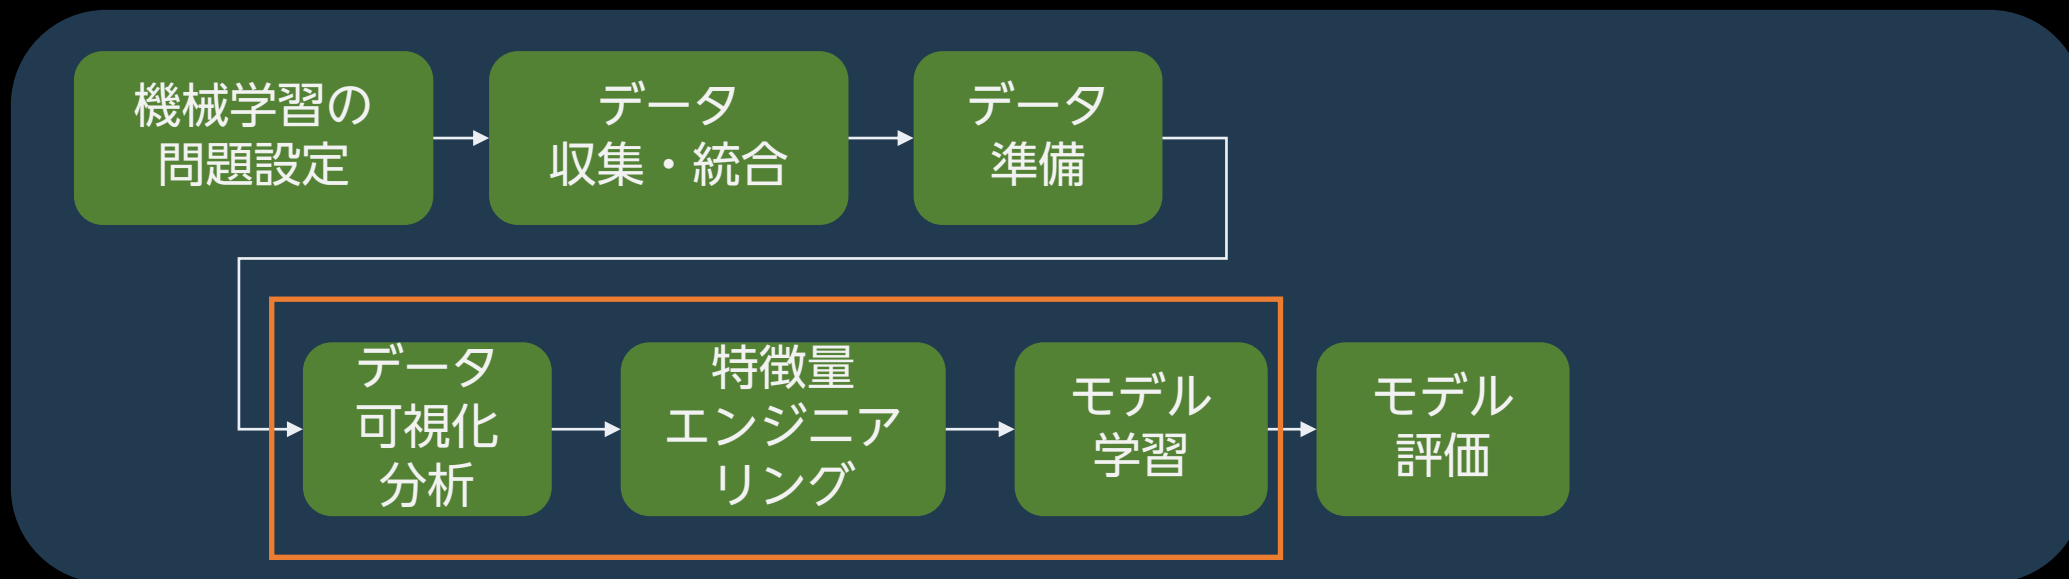 機械学習の
問題設定
データ
収集・統合
データ
準備
データ
可視化
分析
特徴量
エンジニア
リング
モデル
学習
モデル
評価